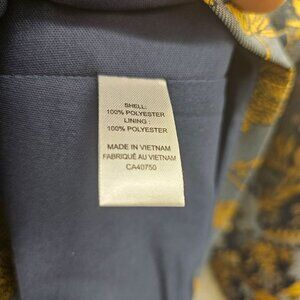 SHELL:
100% POLYESTER
LINING :
100% POLYESTER
MADE IN VIETNAM
FABRIQUÉ AU VIETNAM
CA40750